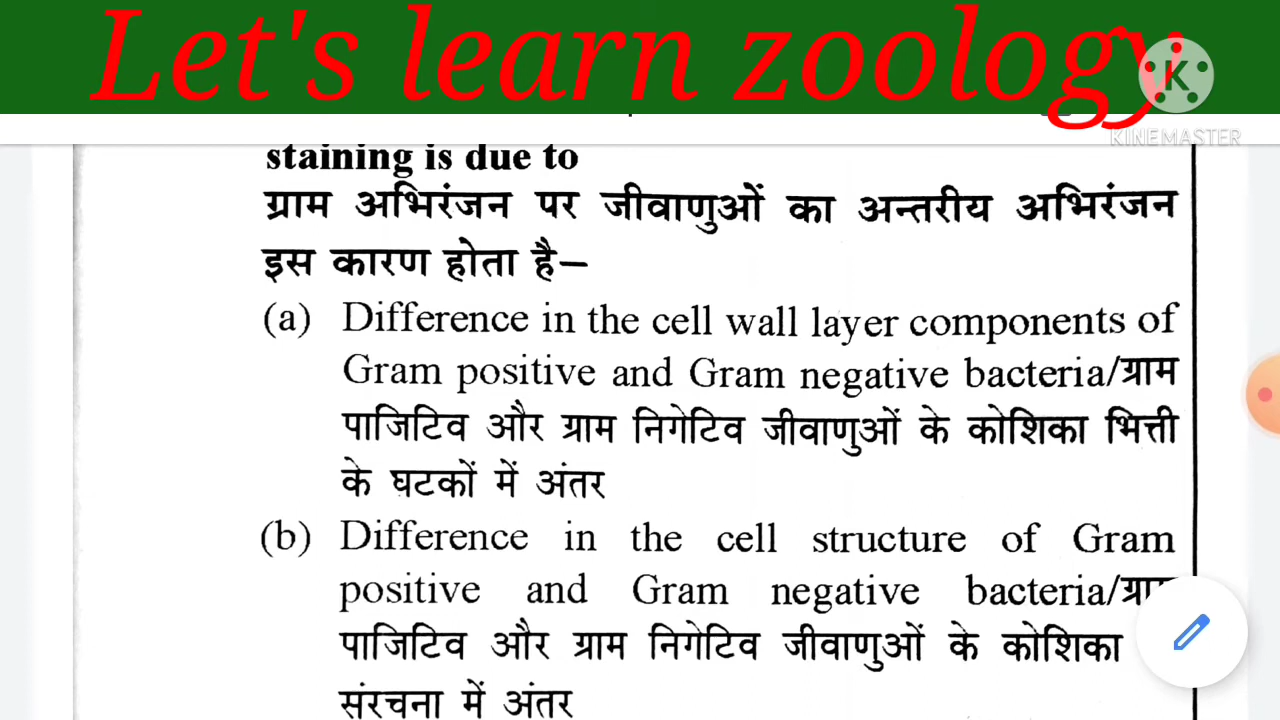 Let's learn zoology
K
KINEMASTER
staining is due to
ग्राम अभिरंजन पर जीवाणुओं का अन्तरीय अभिरंजन
इस कारण होता है–
(a) Difference in the cell wall layer components of
Gram positive and Gram negative bacteria/ग्राम
पाजिटिव और ग्राम निगेटिव जीवाणुओं के कोशिका भित्ती
के घटकों में अंतर
(b) Difference in the cell structure of Gram
positive and Gram negative bacteria/ग्राम
पाजिटिव और ग्राम निगेटिव जीवाणुओं के कोशिका
संरचना में अंतर